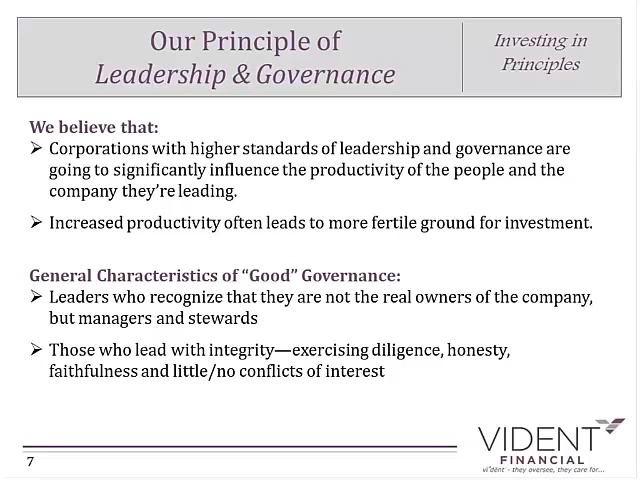 Our Principle of
Leadership & Governance
Investing in
Principles
We believe that:
➢ Corporations with higher standards of leadership and governance are
going to significantly influence the productivity of the people and the
company they're leading.
➢ Increased productivity often leads to more fertile ground for investment.
General Characteristics of “Good” Governance:
➢ Leaders who recognize that they are not the real owners of the company,
but managers and stewards
➢ Those who lead with integrity—exercising diligence, honesty,
faithfulness and little/no conflicts of interest
7
VIDENT
FINANCIAL
vi'dént - they oversee, they care for...